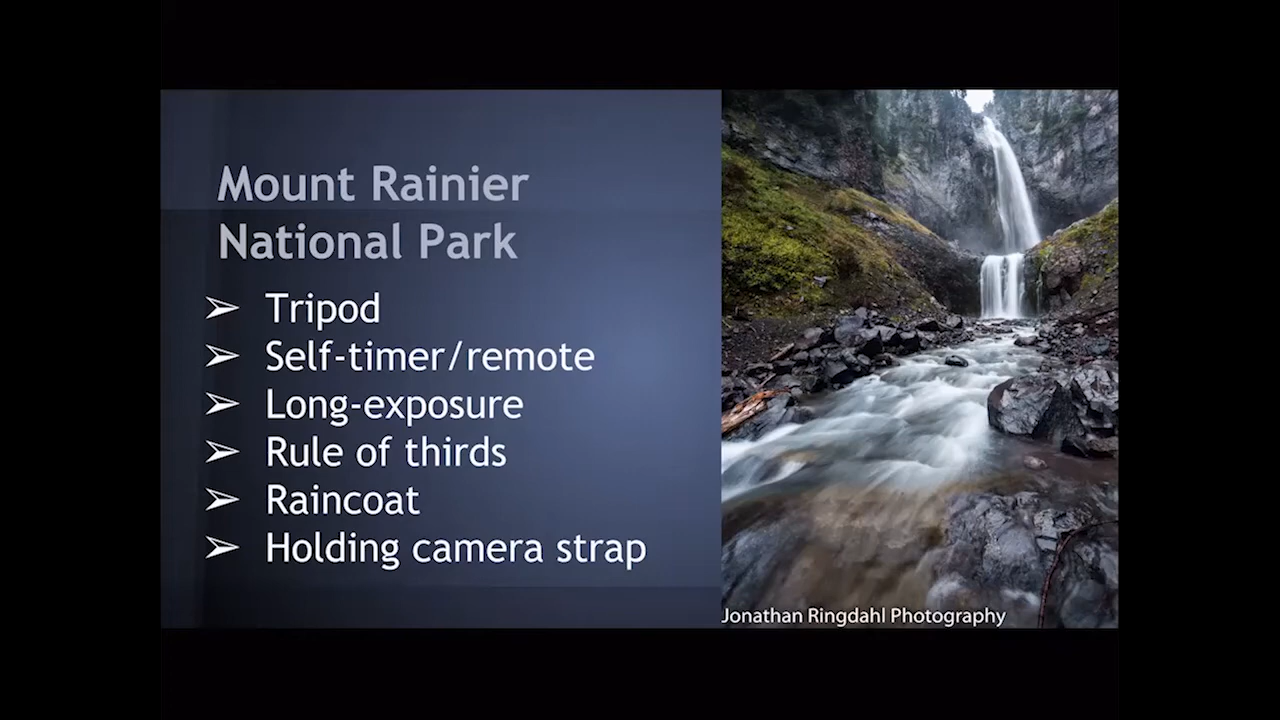 Mount Rainier
National Park
➢ Tripod
➢ Self-timer/remote
➢ Long-exposure
➢ Rule of thirds
➢ Raincoat
➢ Holding camera strap
Jonathan Ringdahl Photography